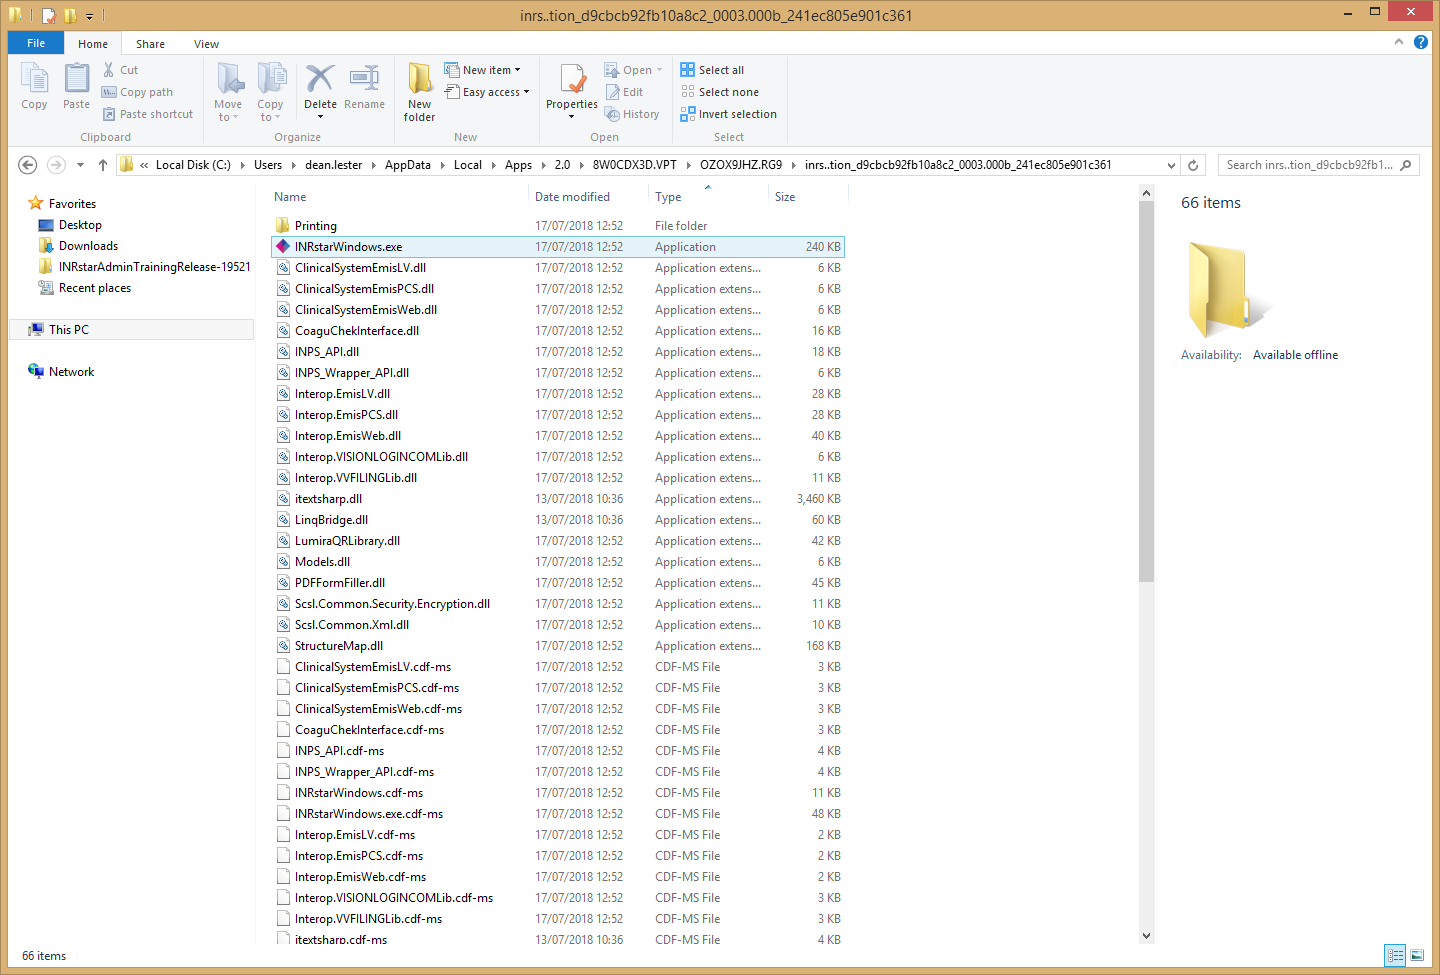 inrs..tion_d9cbcb92fb10a8c2_0003.000b_241ec805e901c361
File Home Share View
Copy
Paste
Cut
Copy path
Paste shortcut
Clipboard
Move to
Copy to
Delete
Rename
Organize
New folder
New item
Easy access
New
Properties
Open
Edit
History
Open
Select all
Select none
Invert selection
Select
« Local Disk (C:) Users dean.lester AppData Local Apps 2.0 8W0CDX3D.VPT OZOX9JHZ.RG9 inrs..tion_d9cbcb92fb10a8c2_0003.000b_241ec805e901c361
Search inrs..tion_d9cbcb92fb1...
Favorites
Desktop
Downloads
INRstarAdminTrainingRelease-19521
Recent places
This PC
Network
Name Date modified Type Size
Printing 17/07/2018 12:52 File folder
INRstarWindows.exe 17/07/2018 12:52 Application 240 KB
ClinicalSystemEmisLV.dll 17/07/2018 12:52 Application extens... 6 KB
ClinicalSystemEmisPCS.dll 17/07/2018 12:52 Application extens... 6 KB
ClinicalSystemEmisWeb.dll 17/07/2018 12:52 Application extens... 6 KB
CoaguChekInterface.dll 17/07/2018 12:52 Application extens... 16 KB
INPS_API.dll 17/07/2018 12:52 Application extens... 18 KB
INPS_Wrapper_API.dll 17/07/2018 12:52 Application extens... 6 KB
Interop.EmisLV.dll 17/07/2018 12:52 Application extens... 28 KB
Interop.EmisPCS.dll 17/07/2018 12:52 Application extens... 28 KB
Interop.EmisWeb.dll 17/07/2018 12:52 Application extens... 40 KB
Interop.VISIONLOGINCOMLib.dll 17/07/2018 12:52 Application extens... 6 KB
Interop.VVFILINGLib.dll 17/07/2018 12:52 Application extens... 11 KB
itextsharp.dll 13/07/2018 10:36 Application extens... 3,460 KB
LinqBridge.dll 13/07/2018 10:36 Application extens... 60 KB
LumiraQRLibrary.dll 17/07/2018 12:52 Application extens... 42 KB
Models.dll 17/07/2018 12:52 Application extens... 6 KB
PDFFormFiller.dll 17/07/2018 12:52 Application extens... 45 KB
Scsl.Common.Security.Encryption.dll 17/07/2018 12:52 Application extens... 11 KB
Scsl.Common.Xml.dll 17/07/2018 12:52 Application extens... 10 KB
StructureMap.dll 17/07/2018 12:52 Application extens... 168 KB
ClinicalSystemEmisLV.cdf-ms 17/07/2018 12:52 CDF-MS File 3 KB
ClinicalSystemEmisPCS.cdf-ms 17/07/2018 12:52 CDF-MS File 3 KB
ClinicalSystemEmisWeb.cdf-ms 17/07/2018 12:52 CDF-MS File 3 KB
CoaguChekInterface.cdf-ms 17/07/2018 12:52 CDF-MS File 3 KB
INPS_API.cdf-ms 17/07/2018 12:52 CDF-MS File 4 KB
INPS_Wrapper_API.cdf-ms 17/07/2018 12:52 CDF-MS File 4 KB
INRstarWindows.cdf-ms 17/07/2018 12:52 CDF-MS File 11 KB
INRstarWindows.exe.cdf-ms 17/07/2018 12:52 CDF-MS File 48 KB
Interop.EmisLV.cdf-ms 17/07/2018 12:52 CDF-MS File 2 KB
Interop.EmisPCS.cdf-ms 17/07/2018 12:52 CDF-MS File 2 KB
Interop.EmisWeb.cdf-ms 17/07/2018 12:52 CDF-MS File 2 KB
Interop.VISIONLOGINCOMLib.cdf-ms 17/07/2018 12:52 CDF-MS File 3 KB
Interop.VVFILINGLib.cdf-ms 17/07/2018 12:52 CDF-MS File 3 KB
itextsharp.cdf-ms 13/07/2018 10:36 CDF-MS File 4 KB
66 items
Availability: Available offline
66 items